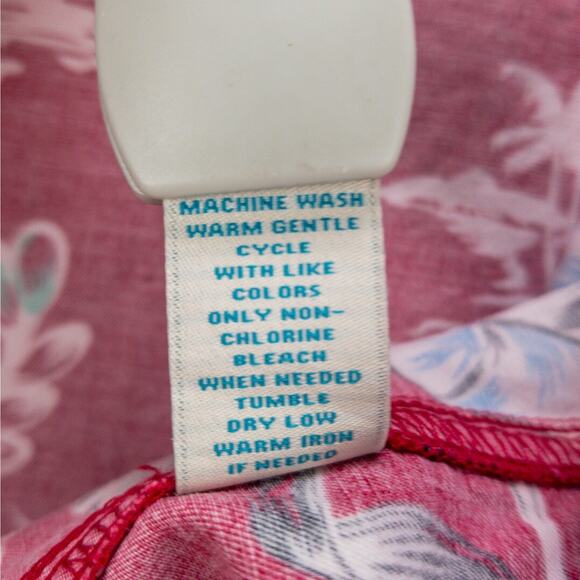 MACHINE WASH
WARM GENTLE
CYCLE
WITH LIKE
COLORS
ONLY NON-
CHLORINE
BLEACH
WHEN NEEDED
TUMBLE
DRY LOW
WARM IRON
IF NEEDED